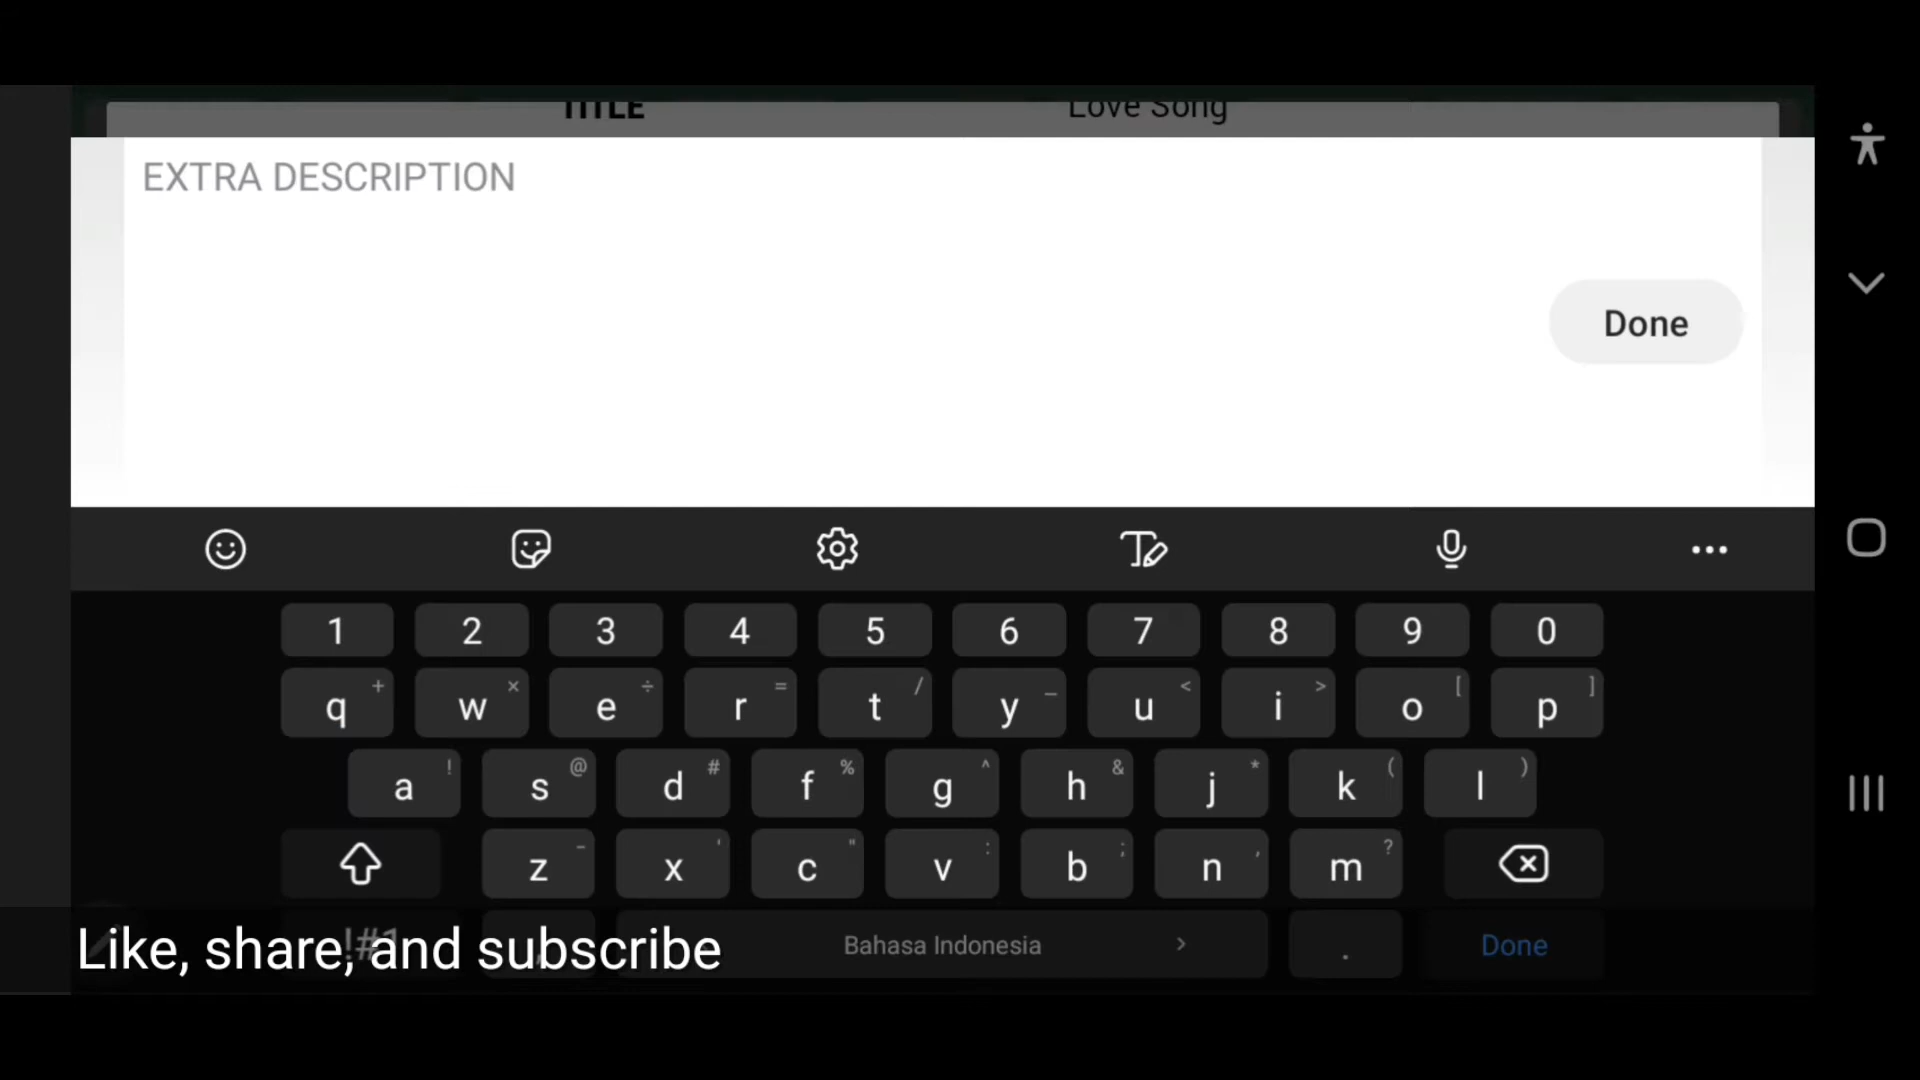 TITLE Love Song
EXTRA DESCRIPTION
Done
1 2 3 4 5 6 7 8 9 0
q + w × e ÷ r = t / y _ u < i > o [ p ]
a ! s @ d # f % g ^ h & j * k ( l )
z - x ' c " v : b ; n , m ?
!#1 , Bahasa Indonesia > . Done
Like, share, and subscribe